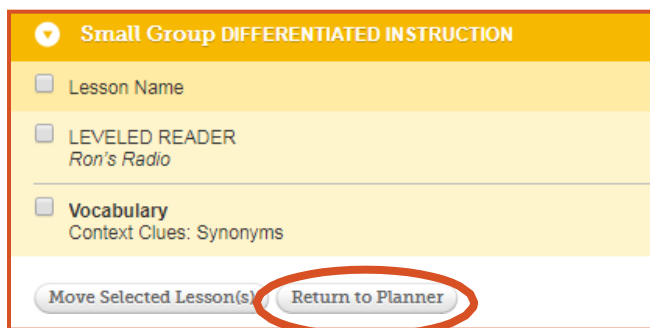 Small Group DIFFERENTIATED INSTRUCTION
Lesson Name
LEVELED READER
Ron's Radio
Vocabulary
Context Clues: Synonyms
Move Selected Lesson(s) Return to Planner